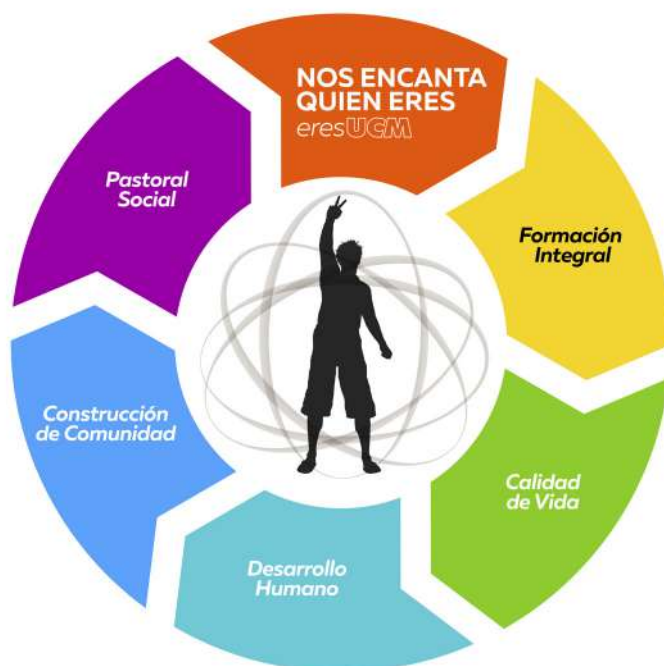 NOS ENCANTA
QUIEN ERES
eresUCM
Formación
Integral
Calidad
de Vida
Desarrollo
Humano
Construcción
de Comunidad
Pastoral
Social